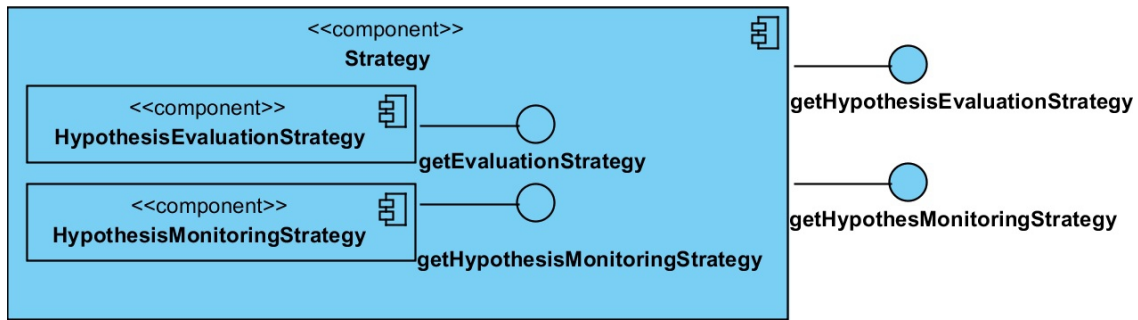 <<component>>
Strategy
<<component>>
HypothesisEvaluationStrategy
getEvaluationStrategy
<<component>>
HypothesisMonitoringStrategy
getHypothesisMonitoringStrategy
getHypothesisEvaluationStrategy
getHypothesMonitoringStrategy